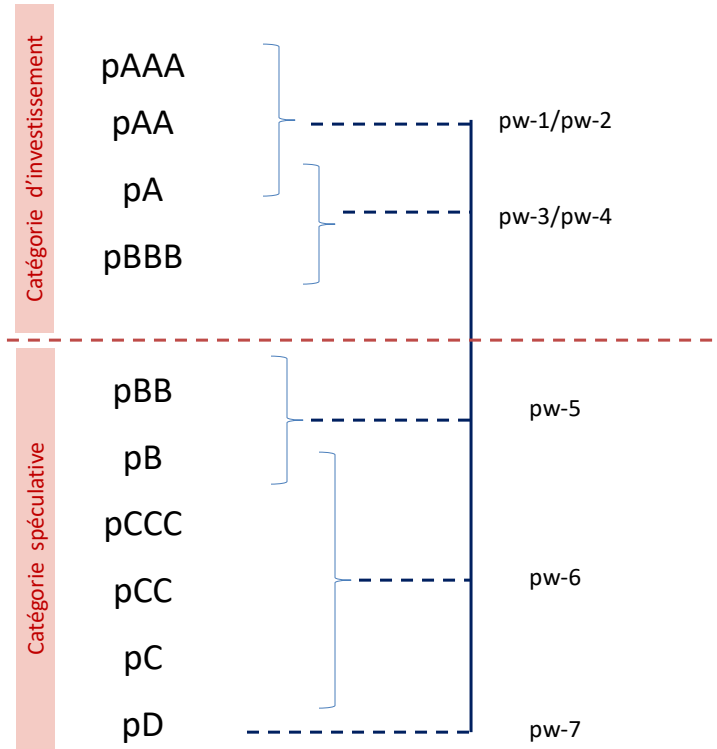 Catégorie d'investissement
pAAA
pAA
pw-1/pw-2
pA
pw-3/pw-4
pBBB
Catégorie spéculative
pBB
pw-5
pB
pCCC
pCC
pw-6
pC
pD
pw-7